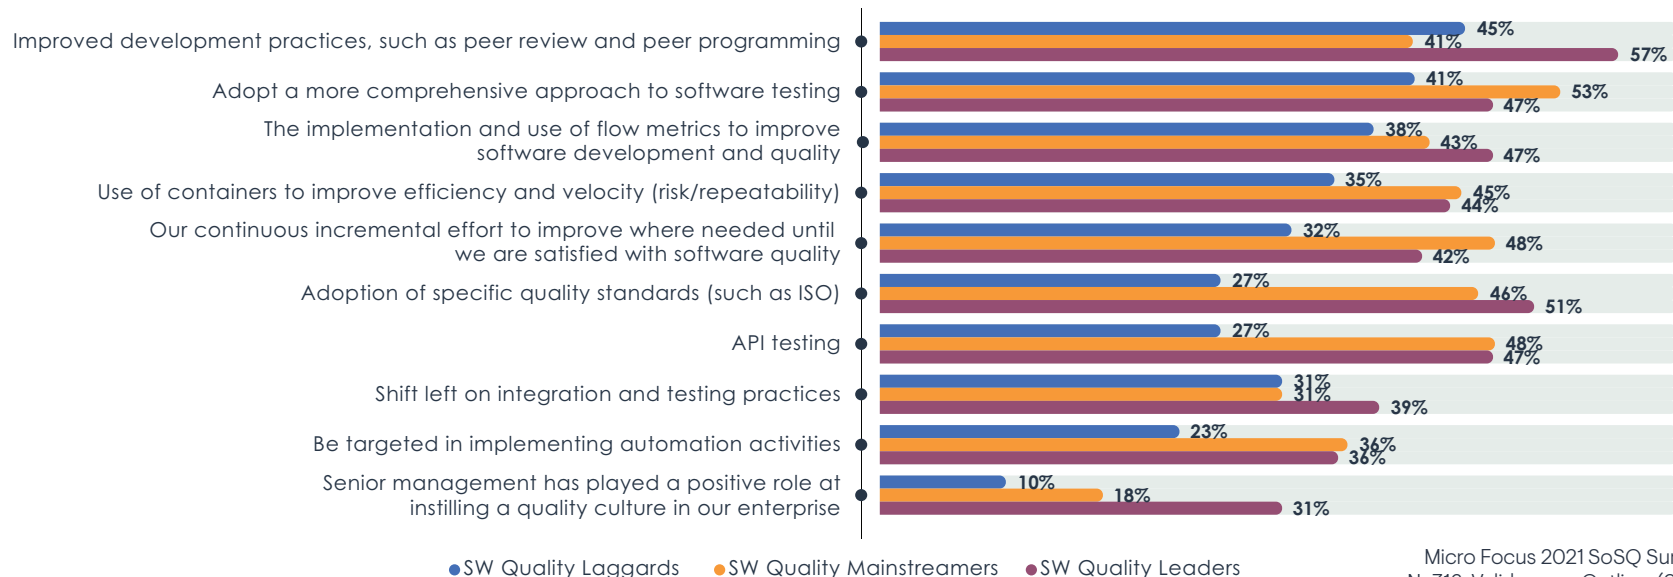 Improved development practices, such as peer review and peer programming
45%
41%
57%
Adopt a more comprehensive approach to software testing
41%
53%
47%
The implementation and use of flow metrics to improve
software development and quality
38%
43%
47%
Use of containers to improve efficiency and velocity (risk/repeatability)
35%
45%
44%
Our continuous incremental effort to improve where needed until
we are satisfied with software quality
32%
48%
42%
Adoption of specific quality standards (such as ISO)
27%
46%
51%
API testing
27%
48%
47%
Shift left on integration and testing practices
31%
31%
39%
Be targeted in implementing automation activities
23%
36%
36%
Senior management has played a positive role at
instilling a quality culture in our enterprise
10%
18%
31%
SW Quality Laggards SW Quality Mainstreamers SW Quality Leaders
Micro Focus 2021 SoSQ